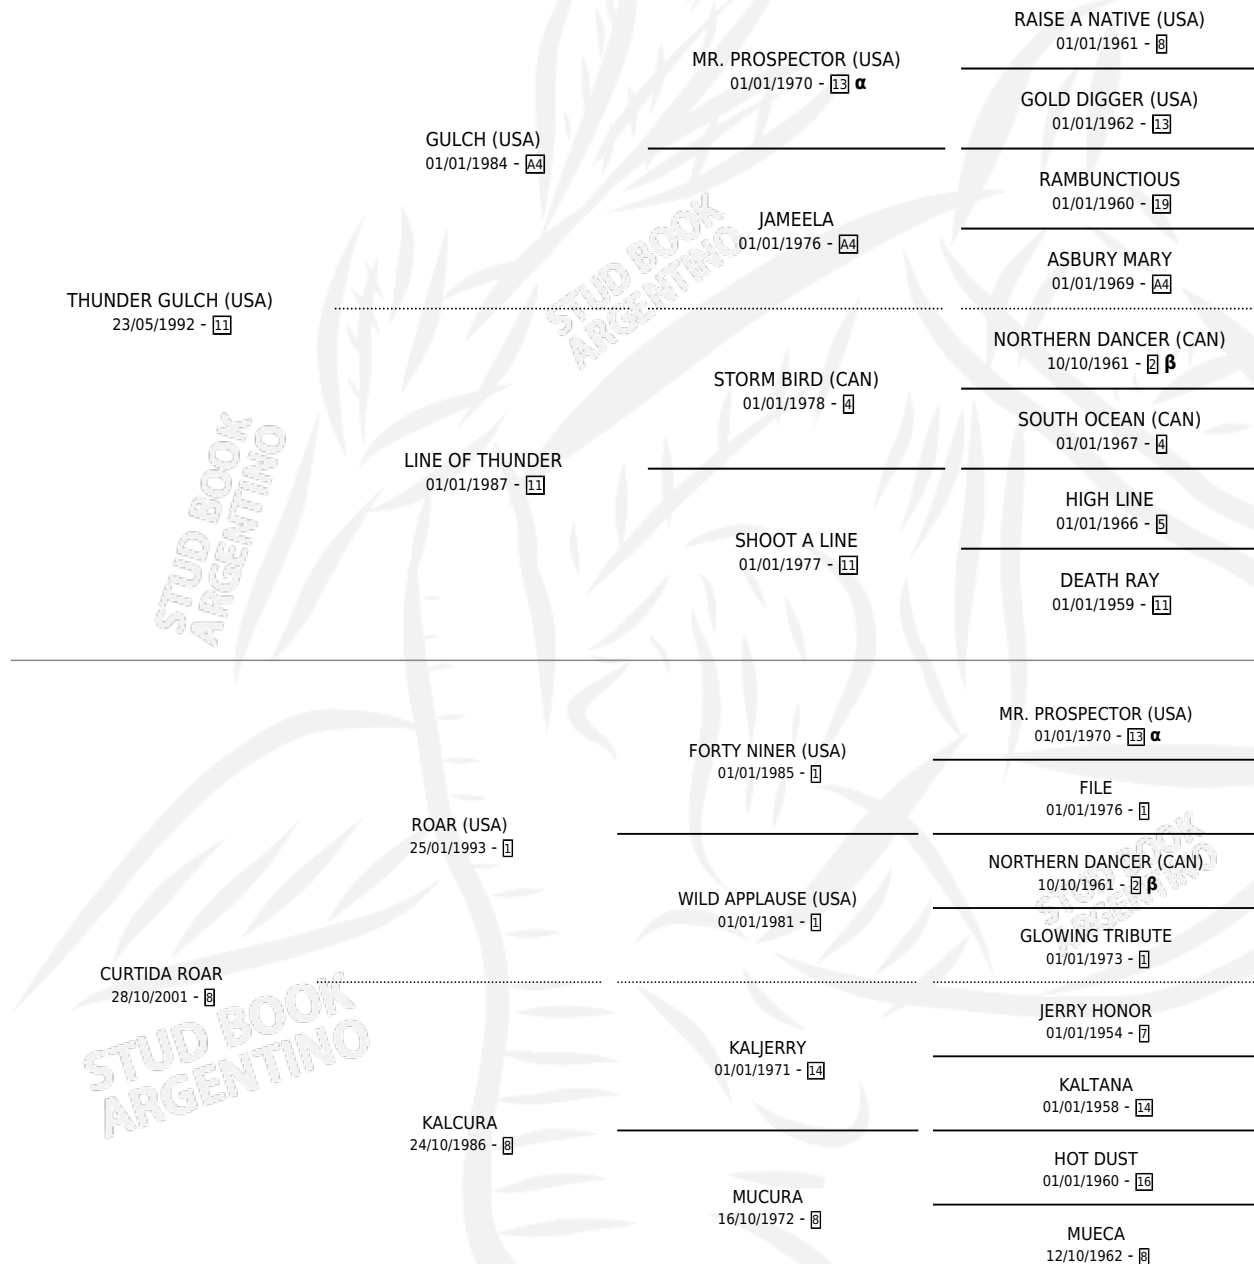 RAISE A NATIVE (USA)
01/01/1961 - 8
MR. PROSPECTOR (USA)
01/01/1970 - 13 α
GOLD DIGGER (USA)
01/01/1962 - 13
GULCH (USA)
01/01/1984 - A4
RAMBUNCTIOUS
01/01/1960 - 19
JAMEELA
01/01/1976 - A4
ASBURY MARY
01/01/1969 - A4
THUNDER GULCH (USA)
23/05/1992 - 11
NORTHERN DANCER (CAN)
10/10/1961 - 2 β
STORM BIRD (CAN)
01/01/1978 - 4
SOUTH OCEAN (CAN)
01/01/1967 - 4
LINE OF THUNDER
01/01/1987 - 11
HIGH LINE
01/01/1966 - 5
SHOOT A LINE
01/01/1977 - 11
DEATH RAY
01/01/1959 - 11
MR. PROSPECTOR (USA)
01/01/1970 - 13 α
FORTY NINER (USA)
01/01/1985 - 1
FILE
01/01/1976 - 1
ROAR (USA)
25/01/1993 - 1
NORTHERN DANCER (CAN)
10/10/1961 - 2 β
WILD APPLAUSE (USA)
01/01/1981 - 1
GLOWING TRIBUTE
01/01/1973 - 1
CURTIDA ROAR
28/10/2001 - 8
JERRY HONOR
01/01/1954 - 7
KALJERRY
01/01/1971 - 14
KALTANA
01/01/1958 - 14
KALCURA
24/10/1986 - 8
HOT DUST
01/01/1960 - 16
MUCURA
16/10/1972 - 8
MUECA
12/10/1962 - 8
STUD BOOK
ARGENTINO
STUD BOOK
ARGENTINO
STUD BOOK
ARGENTINO
STUD BOOK
ARGENTINO